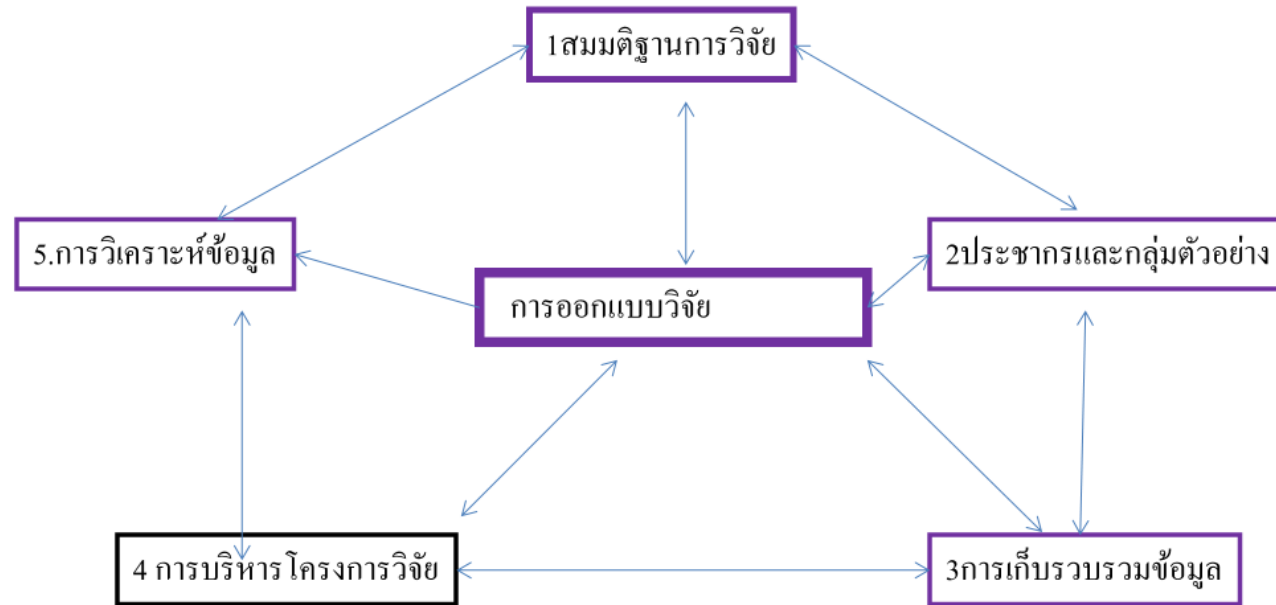 1สมมติฐานการวิจัย
5.การวิเคราะห์ข้อมูล
2ประชากรและกลุ่มตัวอย่าง
การออกแบบวิจัย
4 การบริหารโครงการวิจัย
3การเก็บรวบรวมข้อมูล